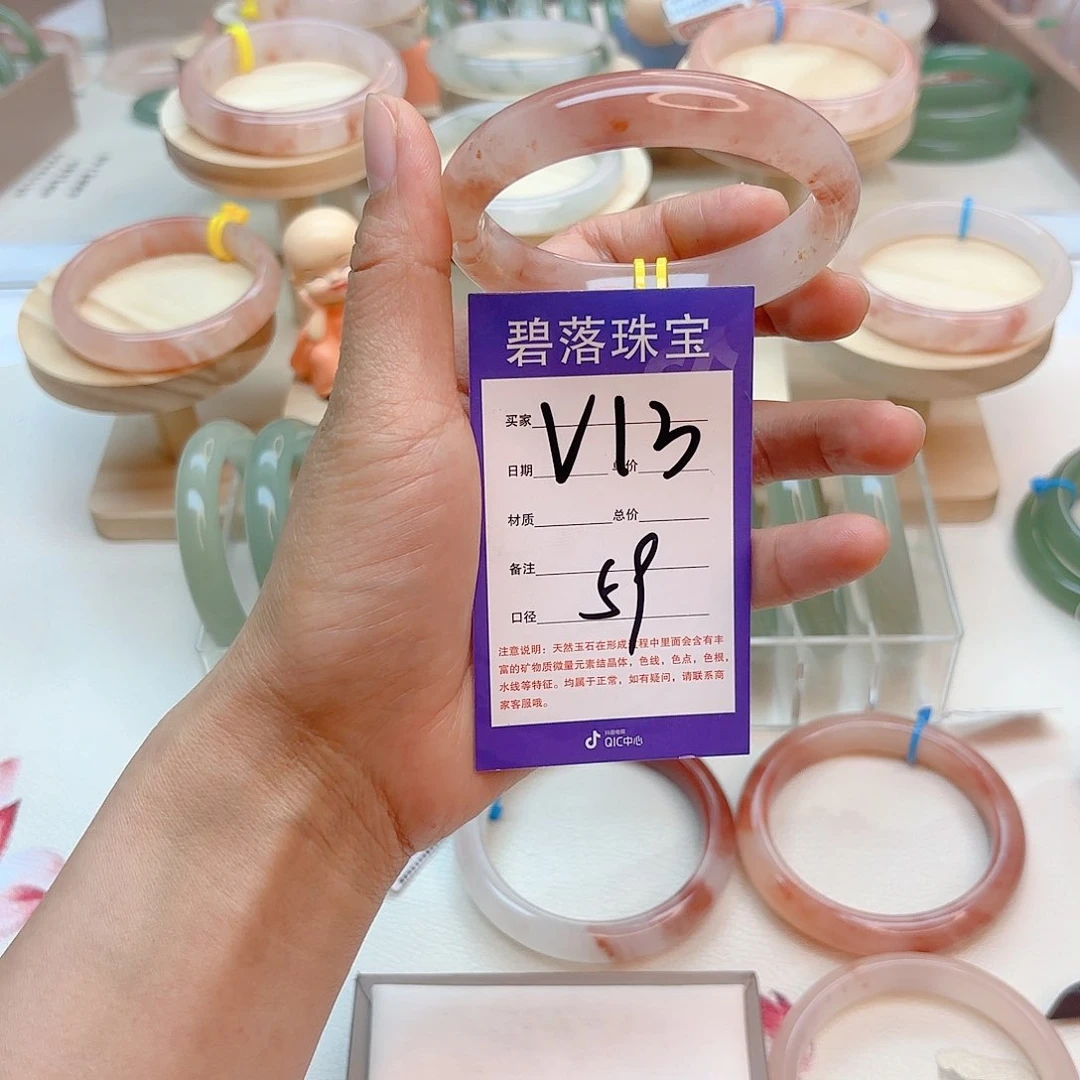 碧落珠宝
买家 V13
日期 单价
材质 总价
备注
口径 59
注意说明：天然玉石在形成过程中里面会含有丰
富的矿物质微量元素结晶体，色线，色点，色根，
水线等特征。均属于正常，如有疑问，请联系商
家客服哦。
抖音电商
QIC中心